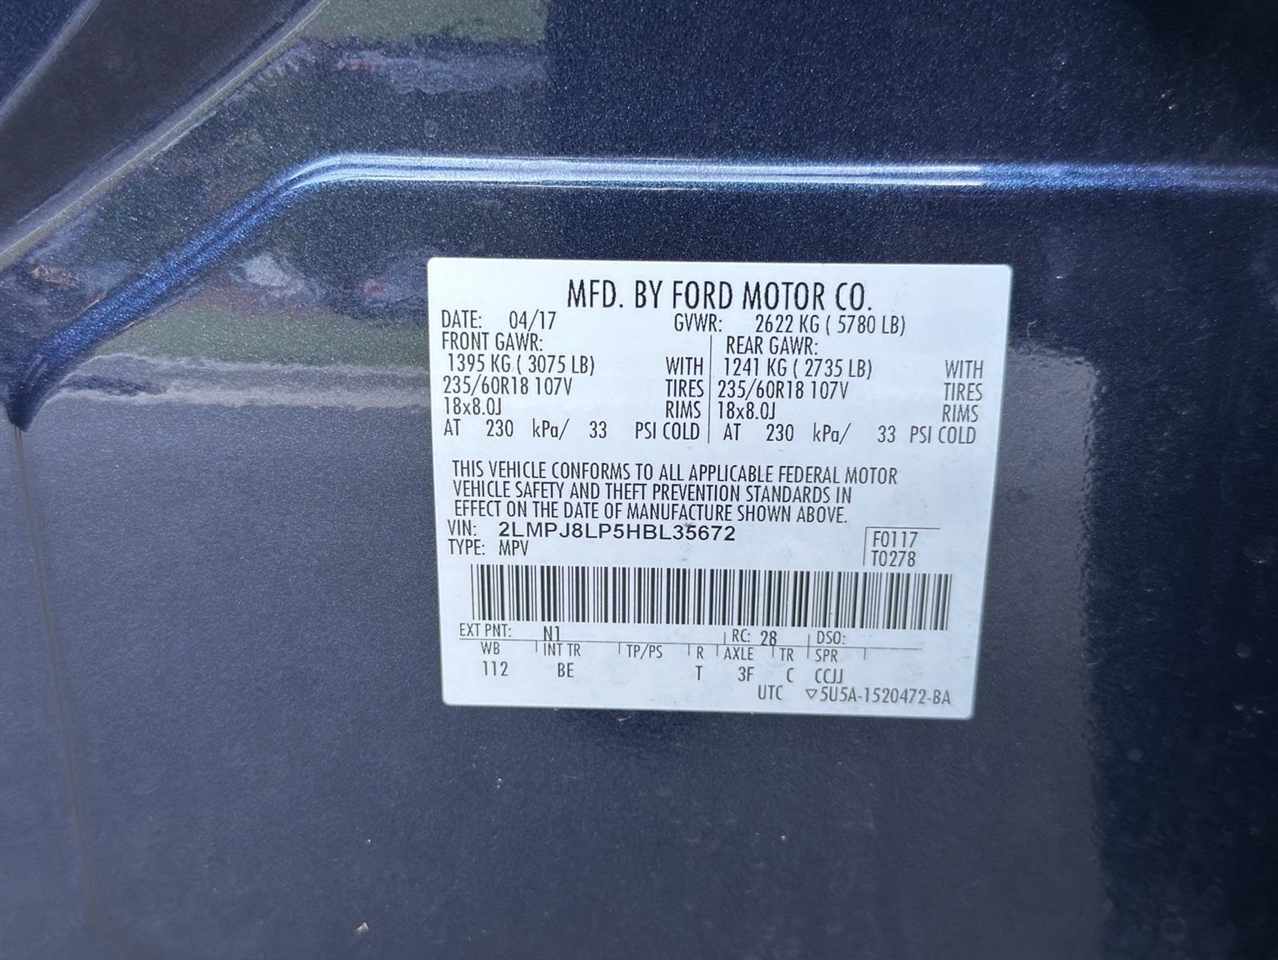 MFD. BY FORD MOTOR CO.
DATE: 04/17 GVWR: 2622 KG ( 5780 LB)
FRONT GAWR: REAR GAWR:
1395 KG ( 3075 LB) WITH 1241 KG ( 2735 LB) WITH
235/60R18 107V TIRES 235/60R18 107V TIRES
18x8.0J RIMS 18x8.0J RIMS
AT 230 kPa/ 33 PSI COLD AT 230 kPa/ 33 PSI COLD
THIS VEHICLE CONFORMS TO ALL APPLICABLE FEDERAL MOTOR
VEHICLE SAFETY AND THEFT PREVENTION STANDARDS IN
EFFECT ON THE DATE OF MANUFACTURE SHOWN ABOVE.
VIN: 2LMPJ8LP5HBL35672 F0117
TYPE: MPV T0278
EXT PNT: N1 RC: 28 DSO:
WB INT TR TP/PS R AXLE TR SPR
112 BE T 3F C CCJJ
UTC ▽5U5A-1520472-BA